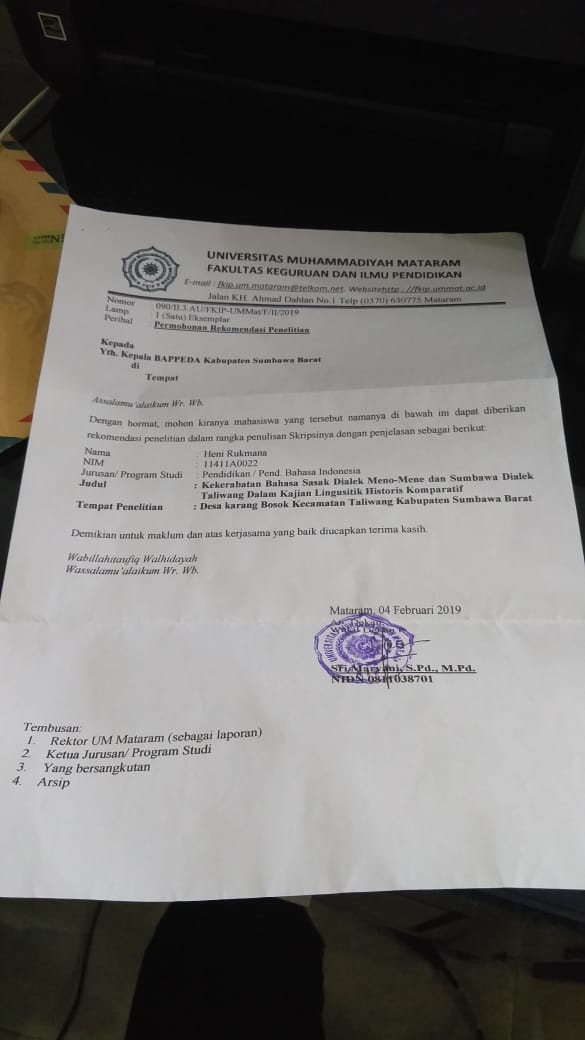 UNIVERSITAS MUHAMMADIYAH MATARAM
FAKULTAS KEGURUAN DAN ILMU PENDIDIKAN
E-mail : fkip.um.mataram@telkom.net. Websitehttp : //fkip.ummat.ac.id
Jalan KH. Ahmad Dahlan No.1 Telp (0370) 630775 Mataram
Nomor : 090/II.3.AU/FKIP-UMMat/F/II/2019
Lamp. : 1 (Satu) Eksemplar
Perihal : Permohonan Rekomendasi Penelitian
Kepada
Yth. Kepala BAPPEDA Kabupaten Sumbawa Barat
di
Tempat
Assalamu'alaikum Wr. Wb.
Dengan hormat, mohon kiranya mahasiswa yang tersebut namanya di bawah ini dapat diberikan
rekomendasi penelitian dalam rangka penulisan Skripsinya dengan penjelasan sebagai berikut:
Nama : Heni Rukmana
NIM : 11411A0022
Jurusan/ Program Studi : Pendidikan / Pend. Bahasa Indonesia
Judul : Kekerabatan Bahasa Sasak Dialek Meno-Mene dan Sumbawa Dialek
Taliwang Dalam Kajian Lingusitik Historis Komparatif
Tempat Penelitian : Desa karang Bosok Kecamatan Taliwang Kabupaten Sumbawa Barat
Demikian untuk maklum dan atas kerjasama yang baik diucapkan terima kasih.
Wabillahitaufiq Walhidayah
Wassalamu'alaikum Wr. Wb.
Mataram, 04 Februari 2019
An. Dekan
Wakil Dekan
Sri Maryani, S.Pd., M.Pd.
NIDN 0811038701
Tembusan:
1. Rektor UM Mataram (sebagai laporan)
2. Ketua Jurusan/ Program Studi
3. Yang bersangkutan
4. Arsip